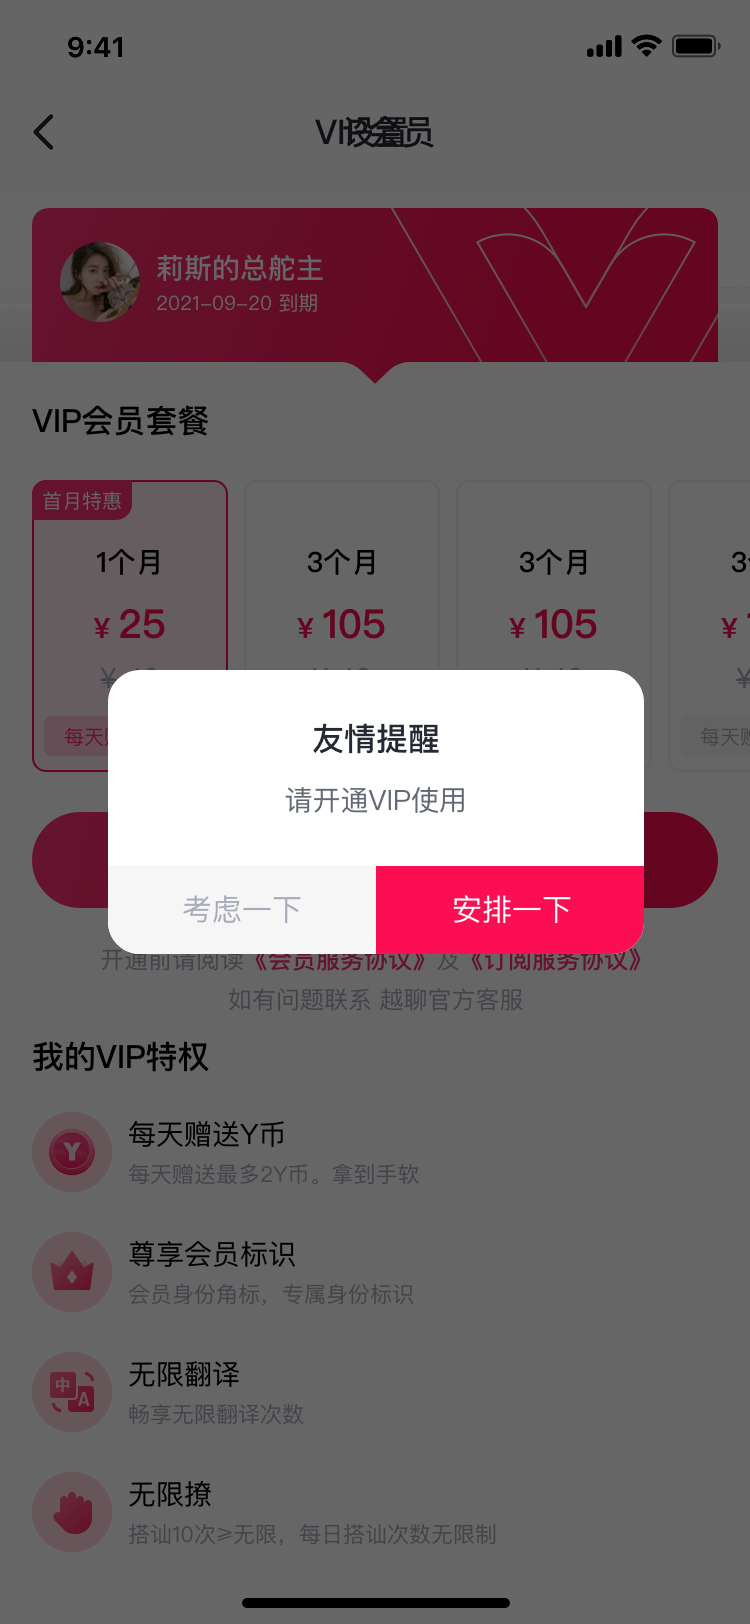 9:41
VIP会员
设置
莉斯的总舵主
2021-09-20 到期
VIP会员套餐
首月特惠
1个月
3个月
3个月
¥ 25
¥ 105
¥ 105
¥
每天
每天赠
友情提醒
请开通VIP使用
考虑一下
安排一下
开通前请阅读《会员服务协议》及《订阅服务协议》
如有问题联系 越聊官方客服
我的VIP特权
Y
每天赠送Y币
每天赠送最多2Y币。拿到手软
尊享会员标识
会员身份角标，专属身份标识
中
A
无限翻译
畅享无限翻译次数
无限撩
搭讪10次≥无限，每日搭讪次数无限制